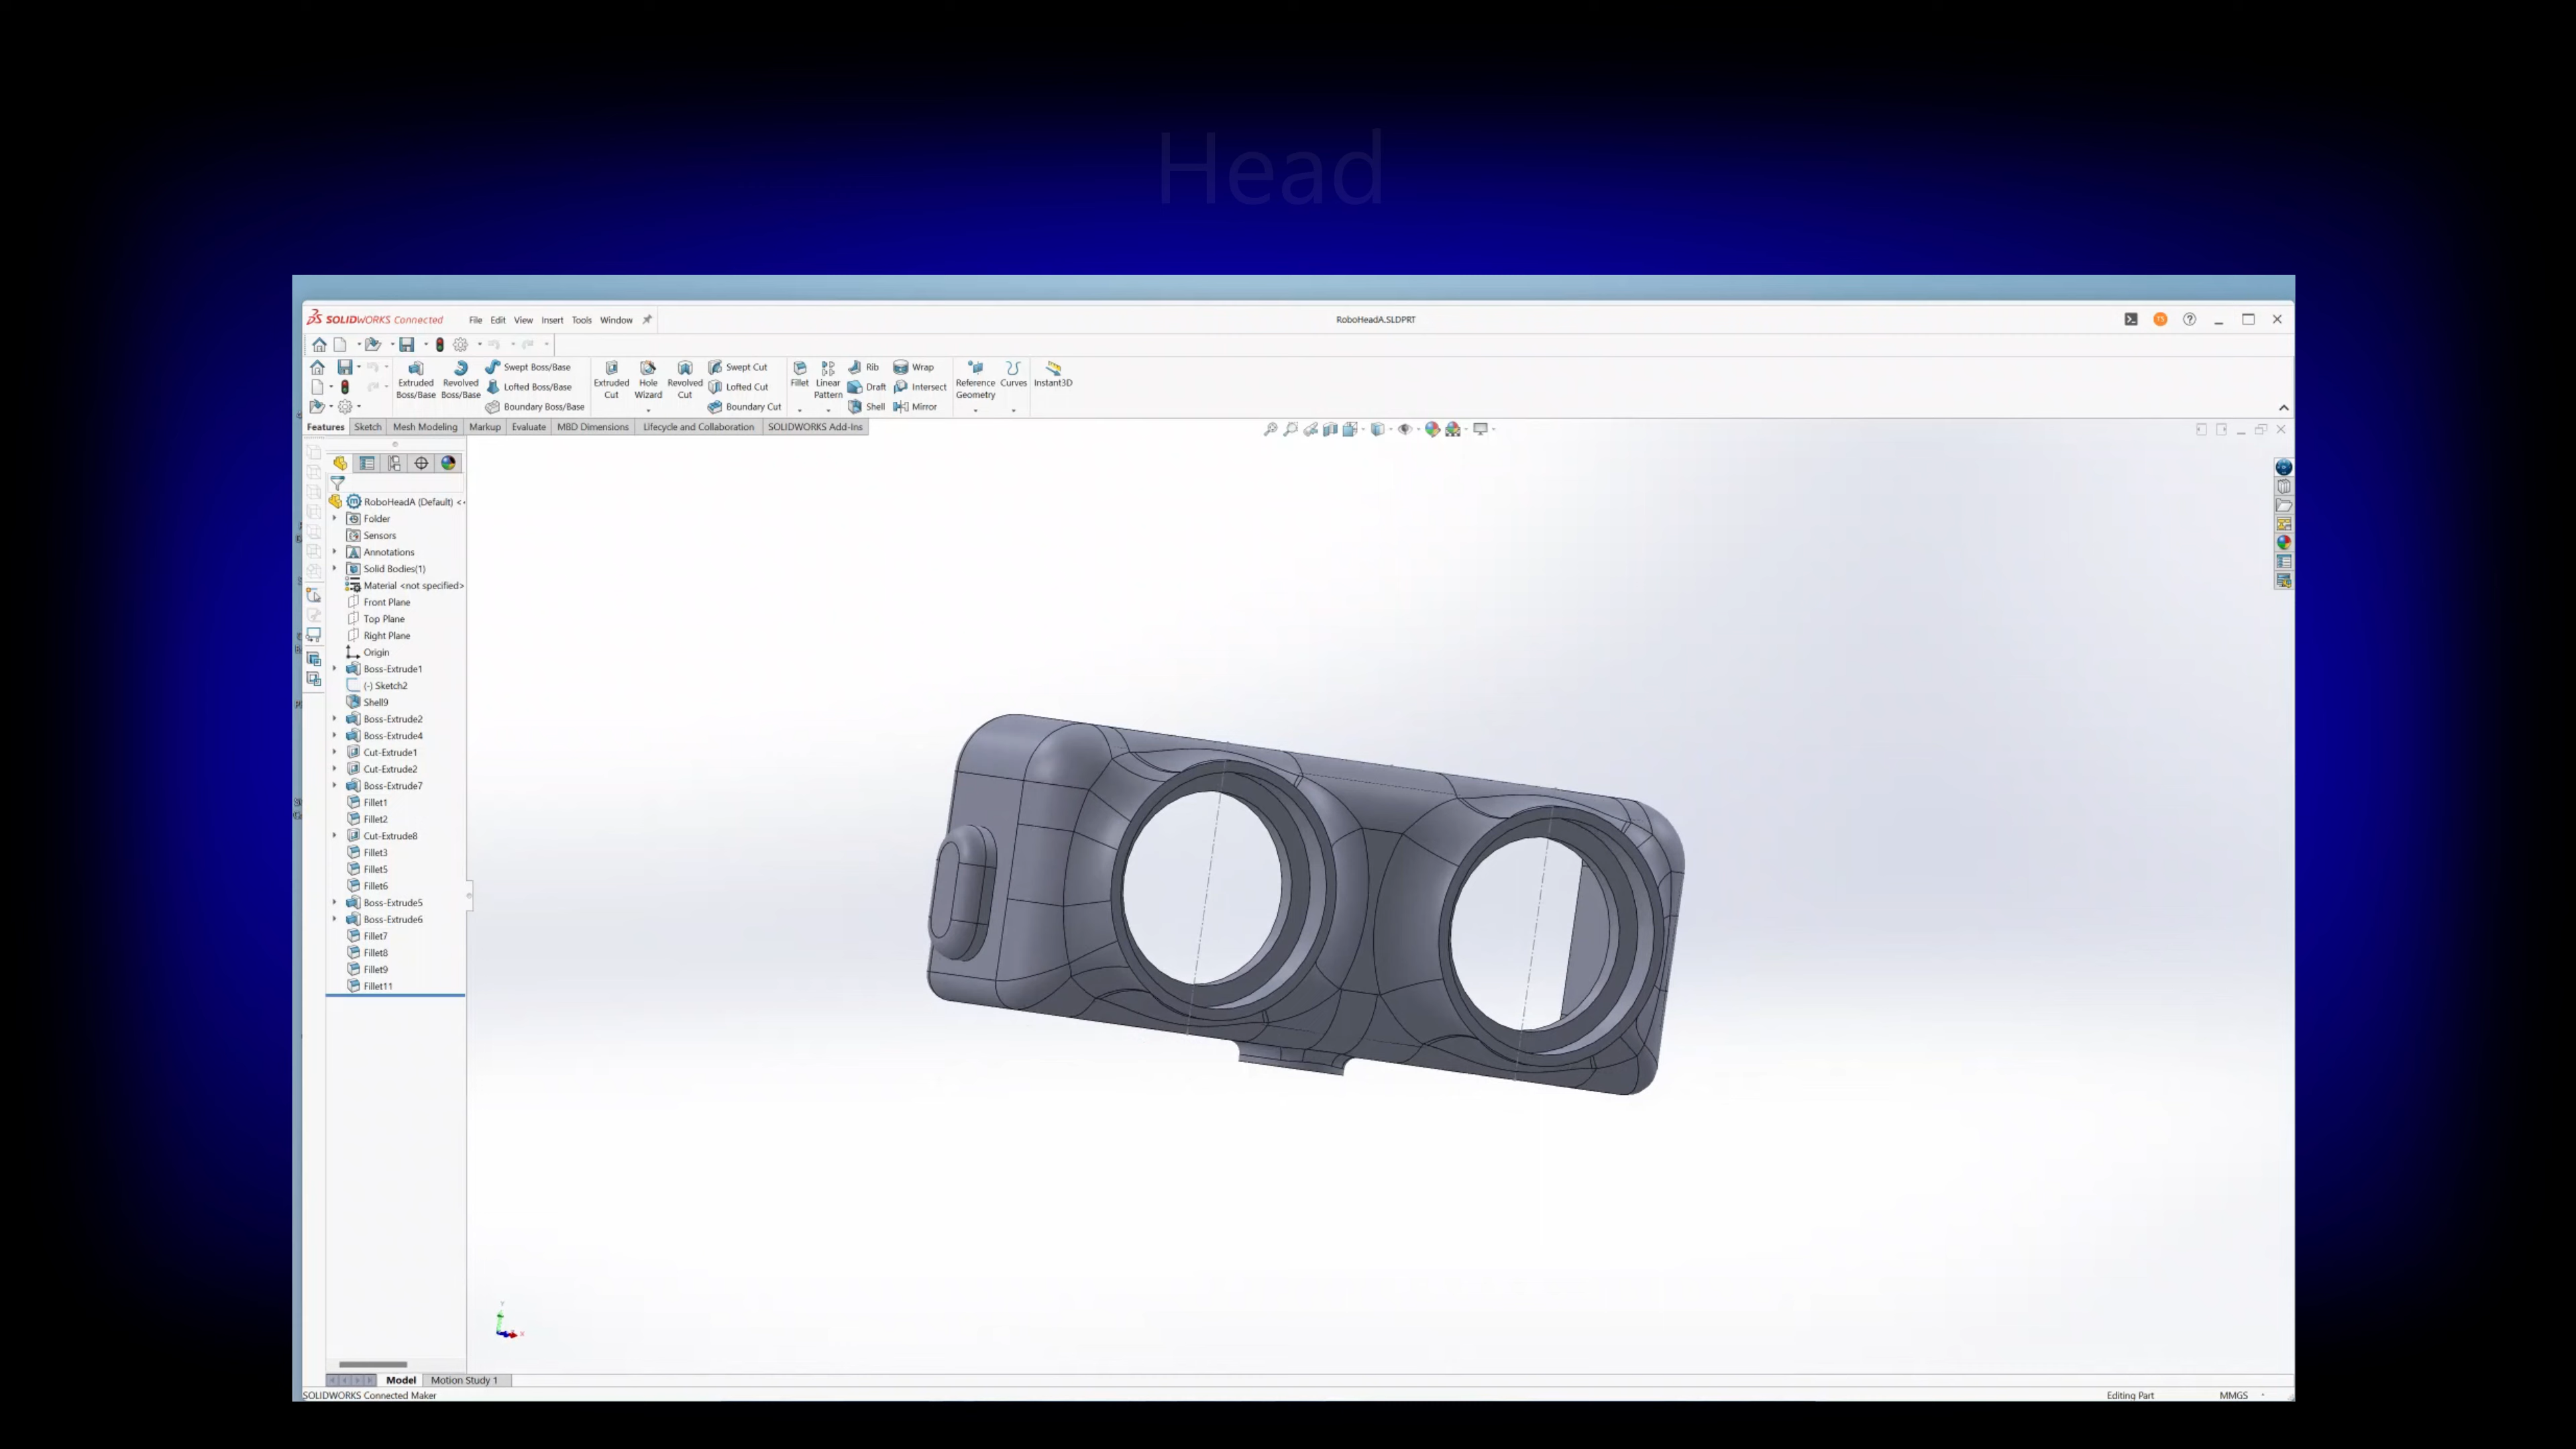 Head
SOLIDWORKS Connected File Edit View Insert Tools Window RoboHeadA.SLDPRT
Extruded Boss/Base
Revolved Boss/Base
Swept Boss/Base
Lofted Boss/Base
Boundary Boss/Base
Extruded Cut
Hole Wizard
Revolved Cut
Swept Cut
Lofted Cut
Boundary Cut
Fillet
Linear Pattern
Rib
Draft
Shell
Wrap
Intersect
Mirror
Reference Geometry
Curves
Instant3D
Features Sketch Mesh Modeling Markup Evaluate MBD Dimensions Lifecycle and Collaboration SOLIDWORKS Add-Ins
RoboHeadA (Default) <
Folder
Sensors
Annotations
Solid Bodies(1)
Material <not specified>
Front Plane
Top Plane
Right Plane
Origin
Boss-Extrude1
(-) Sketch2
Shell9
Boss-Extrude2
Boss-Extrude4
Cut-Extrude1
Cut-Extrude2
Boss-Extrude7
Fillet1
Fillet2
Cut-Extrude8
Fillet3
Fillet5
Fillet6
Boss-Extrude5
Boss-Extrude6
Fillet7
Fillet8
Fillet9
Fillet11
Y
X
Model Motion Study 1
SOLIDWORKS Connected Maker Editing Part MMGS